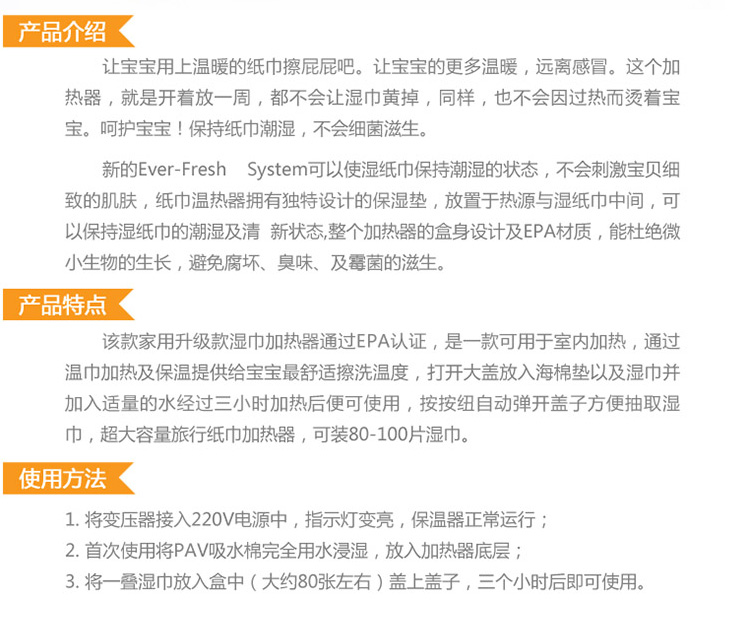 产品介绍
让宝宝用上温暖的纸巾擦屁屁吧。让宝宝的更多温暖，远离感冒。这个加
热器，就是开着放一周，都不会让湿巾黄掉，同样，也不会因过热而烫着宝
宝。呵护宝宝！保持纸巾潮湿，不会细菌滋生。
新的Ever-Fresh System可以使湿纸巾保持潮湿的状态，不会刺激宝贝细
致的肌肤，纸巾温热器拥有独特设计的保湿垫，放置于热源与湿纸巾中间，可
以保持湿纸巾的潮湿及清 新状态,整个加热器的盒身设计及EPA材质，能杜绝微
小生物的生长，避免腐坏、臭味、及霉菌的滋生。
产品特点
该款家用升级款湿巾加热器通过EPA认证，是一款可用于室内加热，通过
温巾加热及保温提供给宝宝最舒适擦洗温度，打开大盖放入海棉垫以及湿巾并
加入适量的水经过三小时加热后便可使用，按按钮自动弹开盖子方便抽取湿
巾，超大容量旅行纸巾加热器，可装80-100片湿巾。
使用方法
1. 将变压器接入220V电源中，指示灯变亮，保温器正常运行；
2. 首次使用将PAV吸水棉完全用水浸湿，放入加热器底层；
3. 将一叠湿巾放入盒中（大约80张左右）盖上盖子，三个小时后即可使用。